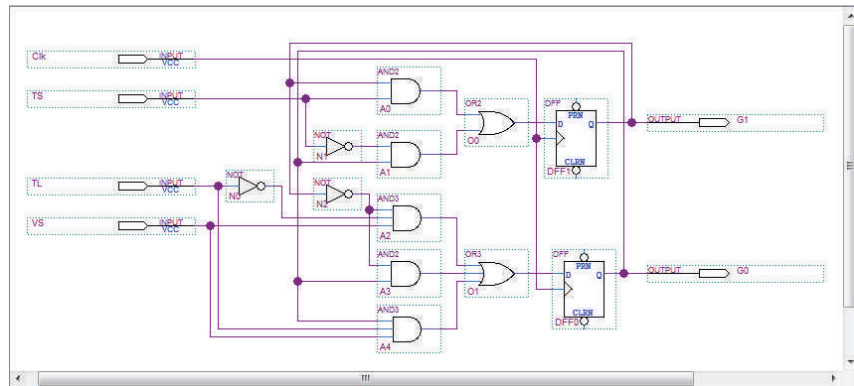 Clk INPUT VCC
TS INPUT VCC
TL INPUT VCC
VS INPUT VCC
NOT N0
NOT N1
NOT N2
AND2 A0
AND2 A1
AND3 A2
AND2 A3
AND3 A4
OR2 O0
OR3 O1
DFF PRN D Q CLRN DFF1
DFF PRN D Q CLRN DFF0
OUTPUT G1
OUTPUT G0